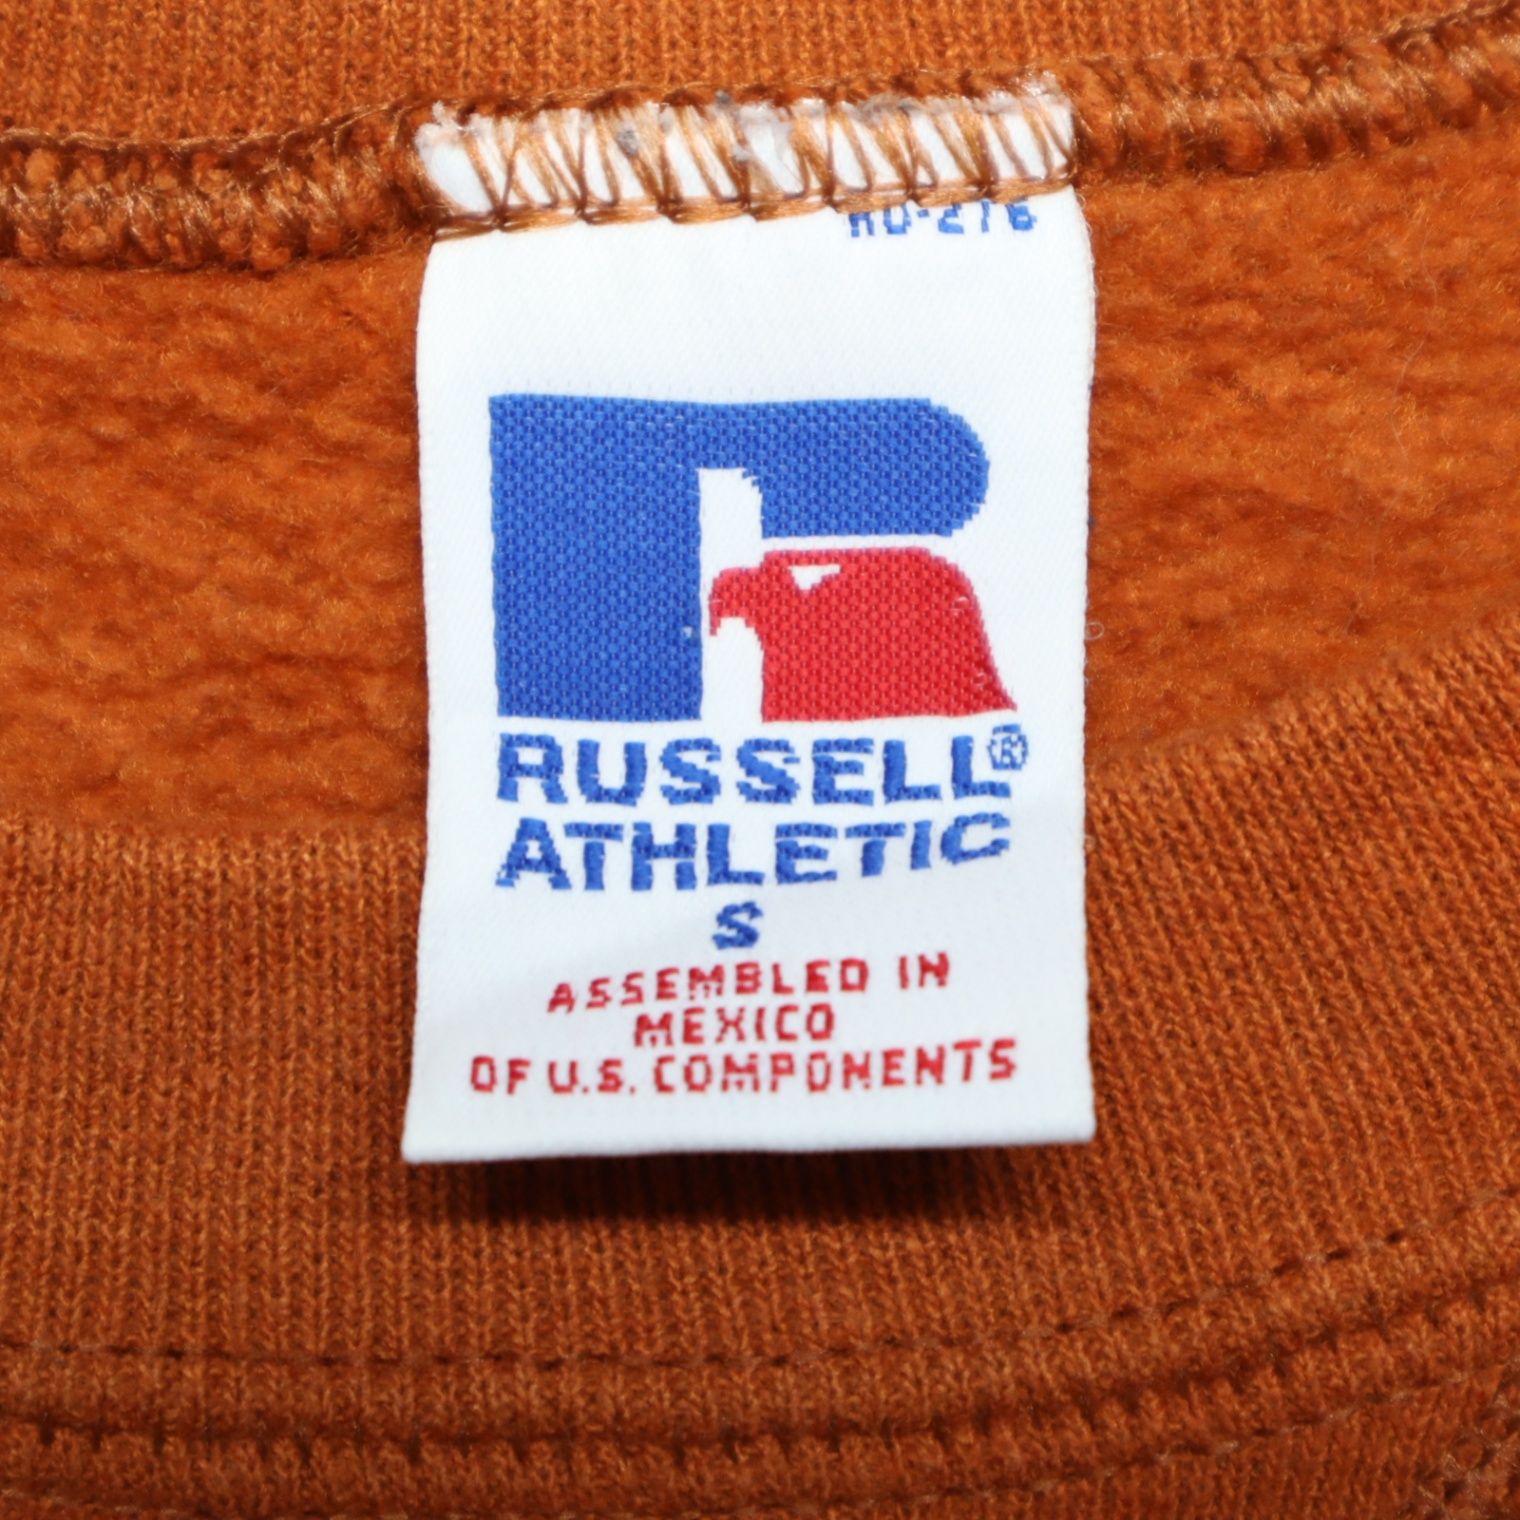 RUSSELL®
ATHLETIC
S
ASSEMBLED IN
MEXICO
OF U.S. COMPONENTS